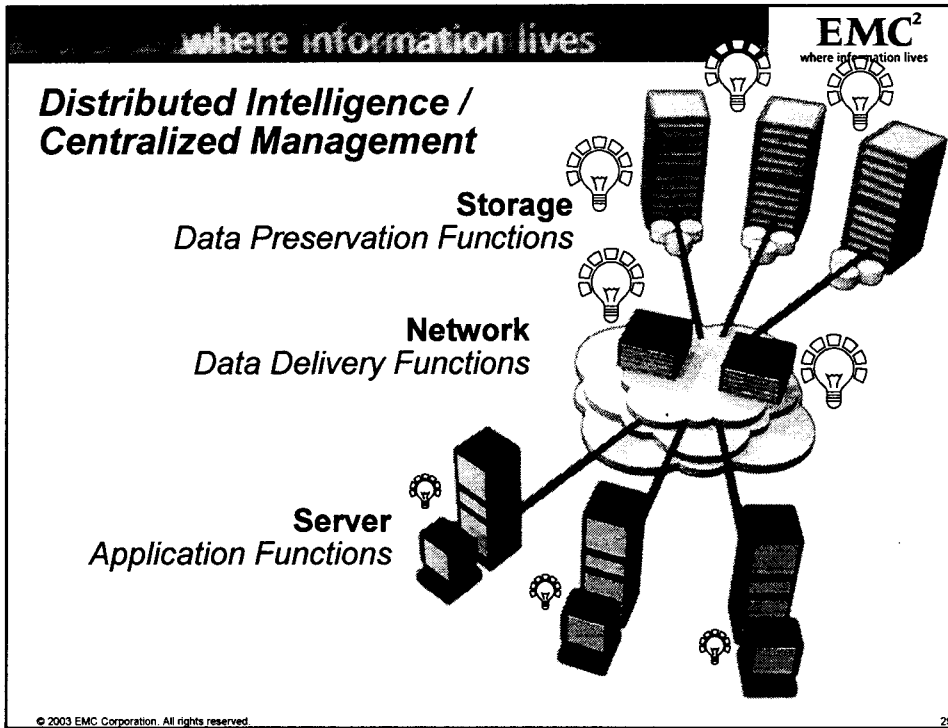 where information lives
EMC²
where information lives
Distributed Intelligence /
Centralized Management
Storage
Data Preservation Functions
Network
Data Delivery Functions
Server
Application Functions
© 2003 EMC Corporation. All rights reserved.